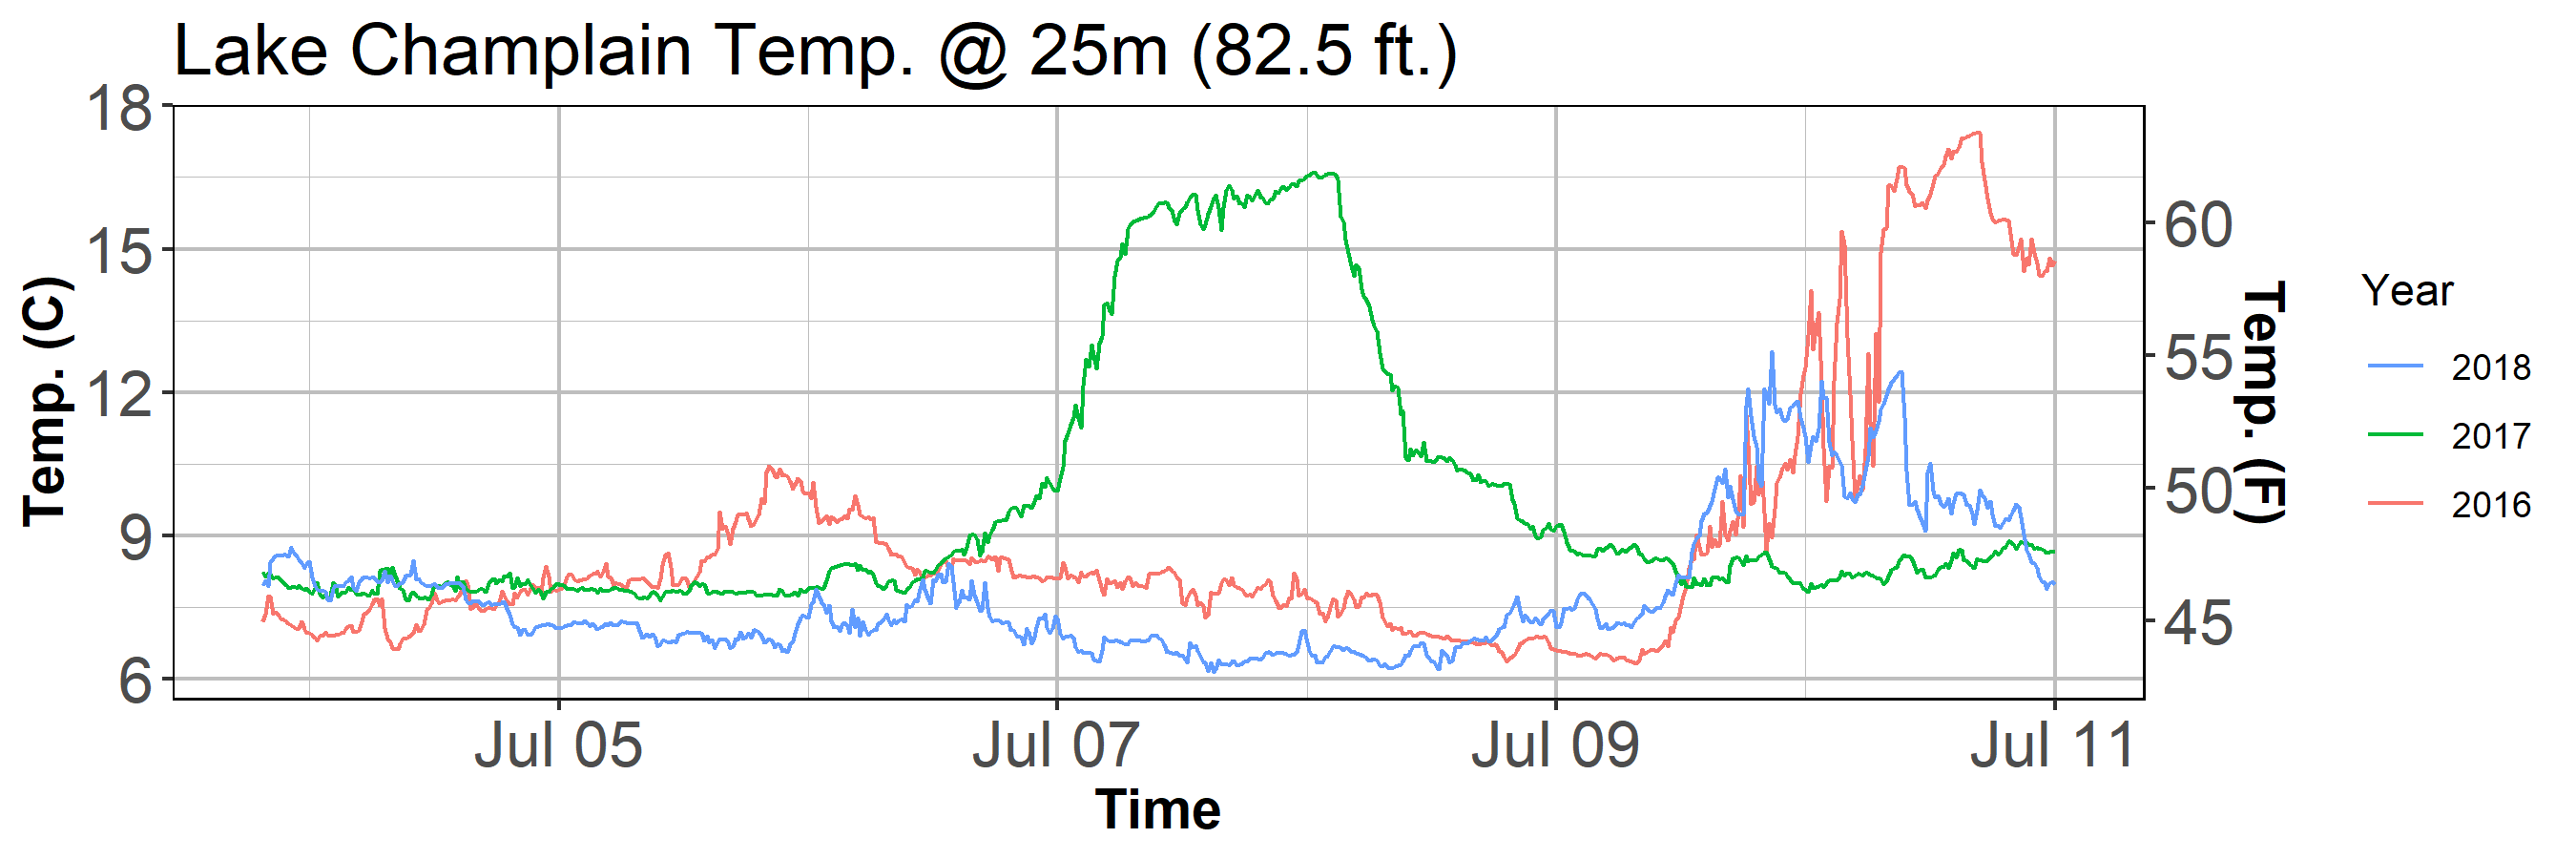 Lake Champlain Temp. @ 25m (82.5 ft.)
18
15
12
9
6
Temp. (C)
60
55
50
45
Temp. (F)
Jul 05
Jul 07
Jul 09
Jul 11
Time
Year
2018
2017
2016